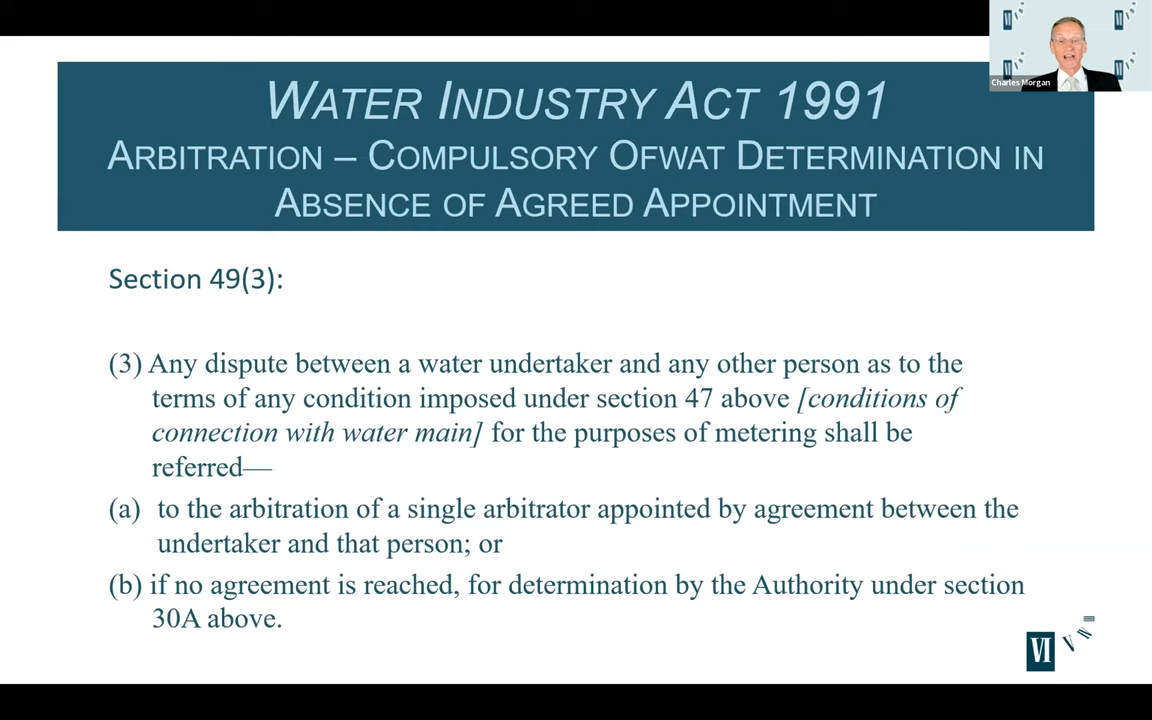 WATER INDUSTRY ACT 1991
ARBITRATION – COMPULSORY OFWAT DETERMINATION IN
ABSENCE OF AGREED APPOINTMENT
Charles Morgan
Section 49(3):
(3) Any dispute between a water undertaker and any other person as to the
terms of any condition imposed under section 47 above [conditions of
connection with water main] for the purposes of metering shall be
referred—
(a) to the arbitration of a single arbitrator appointed by agreement between the
undertaker and that person; or
(b) if no agreement is reached, for determination by the Authority under section
30A above.
VI